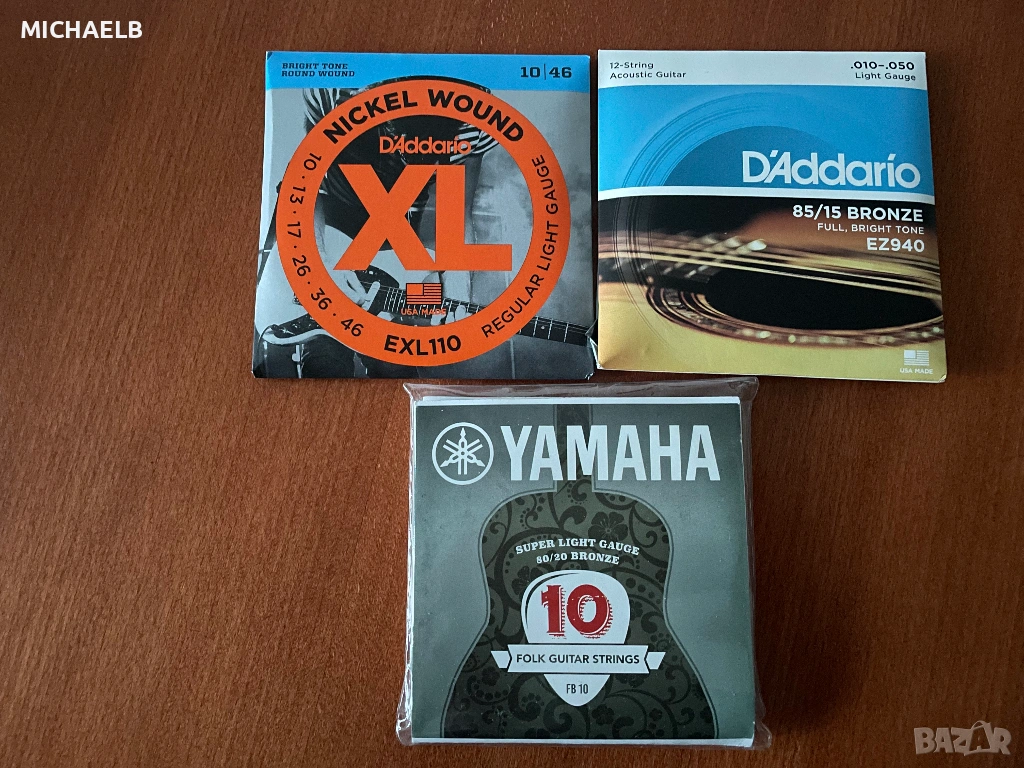 MICHAELB
BRIGHT TONE
ROUND WOUND
10|46
NICKEL WOUND
D'Addario
XL
10 · 13 · 17 · 26 · 36 · 46
REGULAR LIGHT GAUGE
USA MADE
EXL110
12-String
Acoustic Guitar
.010–.050
Light Gauge
D'Addario
85/15 BRONZE
FULL, BRIGHT TONE
EZ940
USA MADE
YAMAHA
SUPER LIGHT GAUGE
80/20 BRONZE
10
FOLK GUITAR STRINGS
FB 10
BAZAR